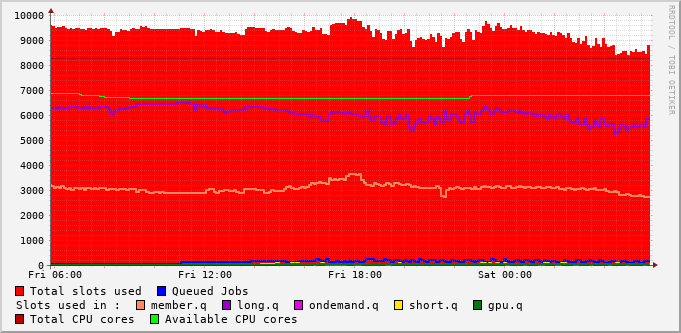 10000
9000
8000
7000
6000
5000
4000
3000
2000
1000
0
Fri 06:00 Fri 12:00 Fri 18:00 Sat 00:00
RRDTOOL / TOBI OETIKER
Total slots used Queued Jobs
Slots used in : member.q long.q ondemand.q short.q gpu.q
Total CPU cores Available CPU cores